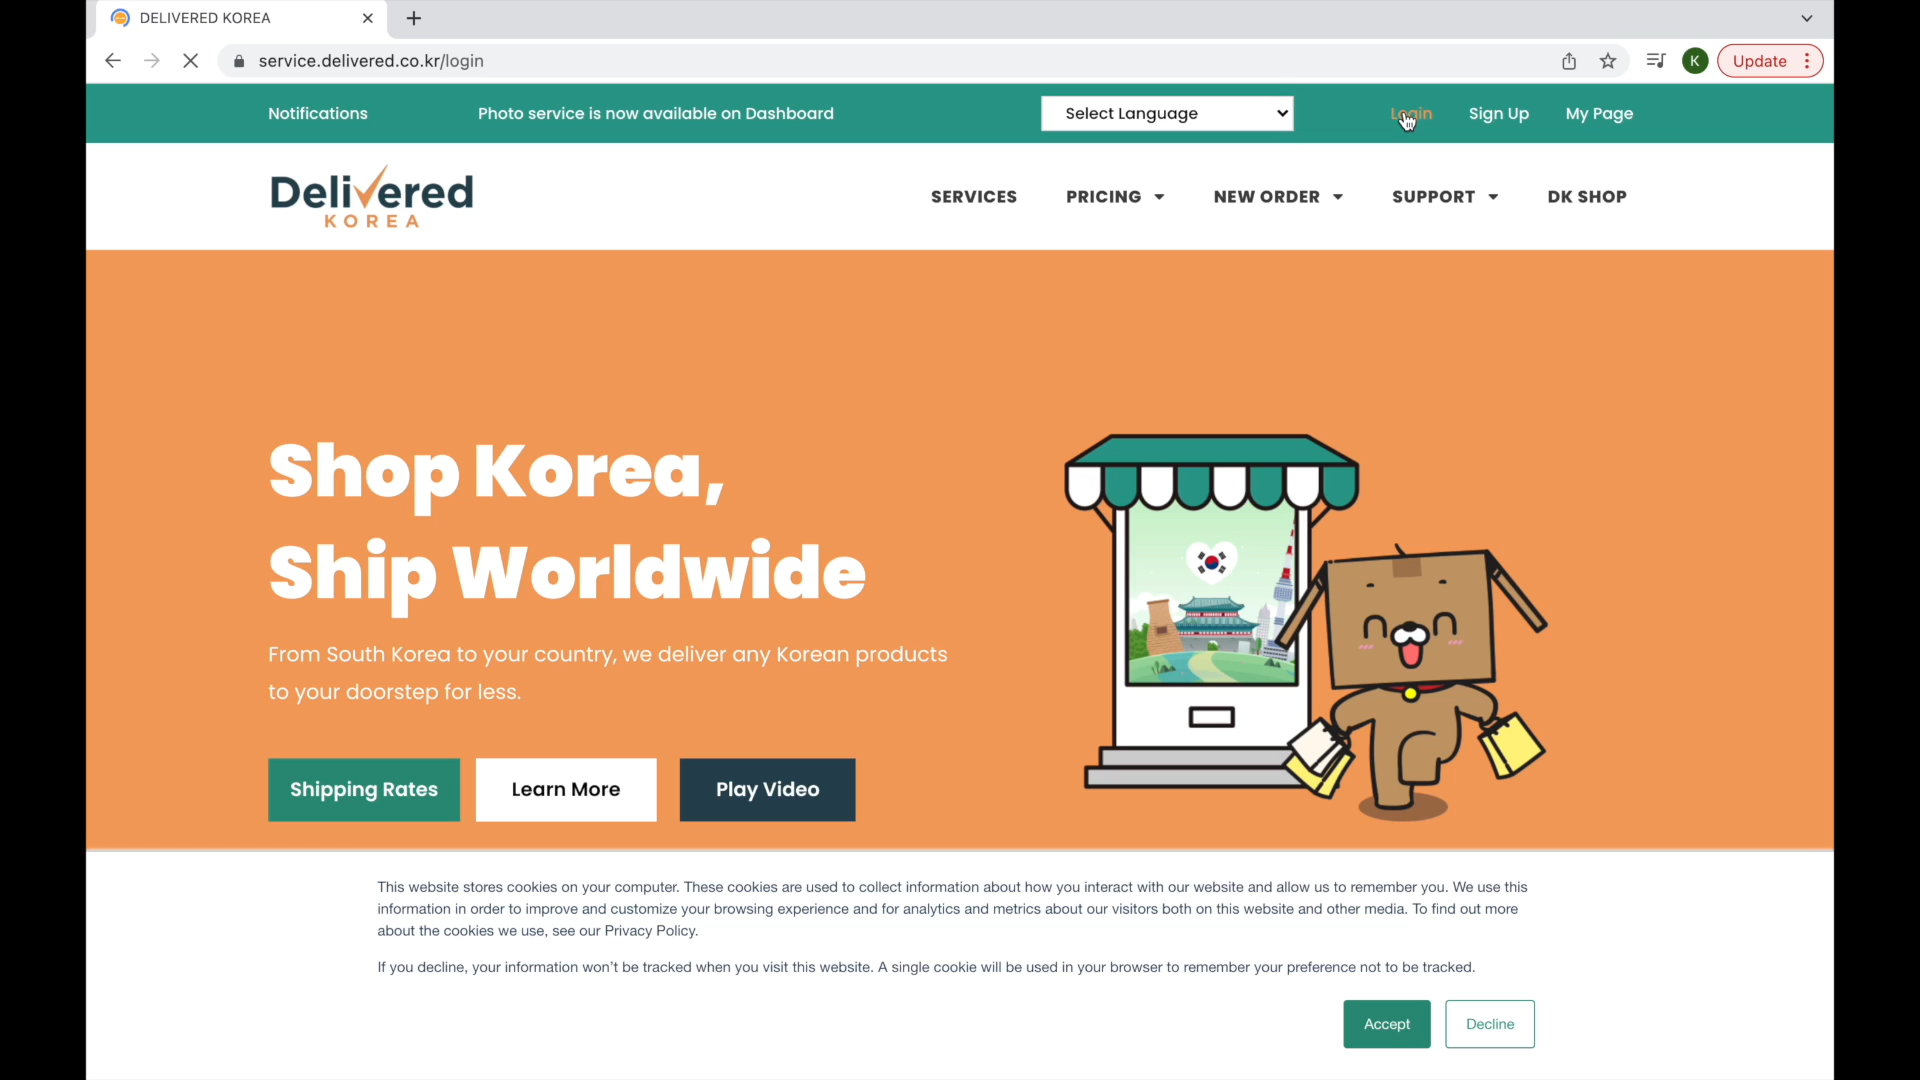 DELIVERED KOREA
service.delivered.co.kr/login
K
Update
Notifications
Photo service is now available on Dashboard
Select Language
Login
Sign Up
My Page
Delivered
KOREA
SERVICES
PRICING
NEW ORDER
SUPPORT
DK SHOP
Shop Korea,
Ship Worldwide
From South Korea to your country, we deliver any Korean products
to your doorstep for less.
Shipping Rates
Learn More
Play Video
This website stores cookies on your computer. These cookies are used to collect information about how you interact with our website and allow us to remember you. We use this
information in order to improve and customize your browsing experience and for analytics and metrics about our visitors both on this website and other media. To find out more
about the cookies we use, see our Privacy Policy.
If you decline, your information won’t be tracked when you visit this website. A single cookie will be used in your browser to remember your preference not to be tracked.
Accept
Decline